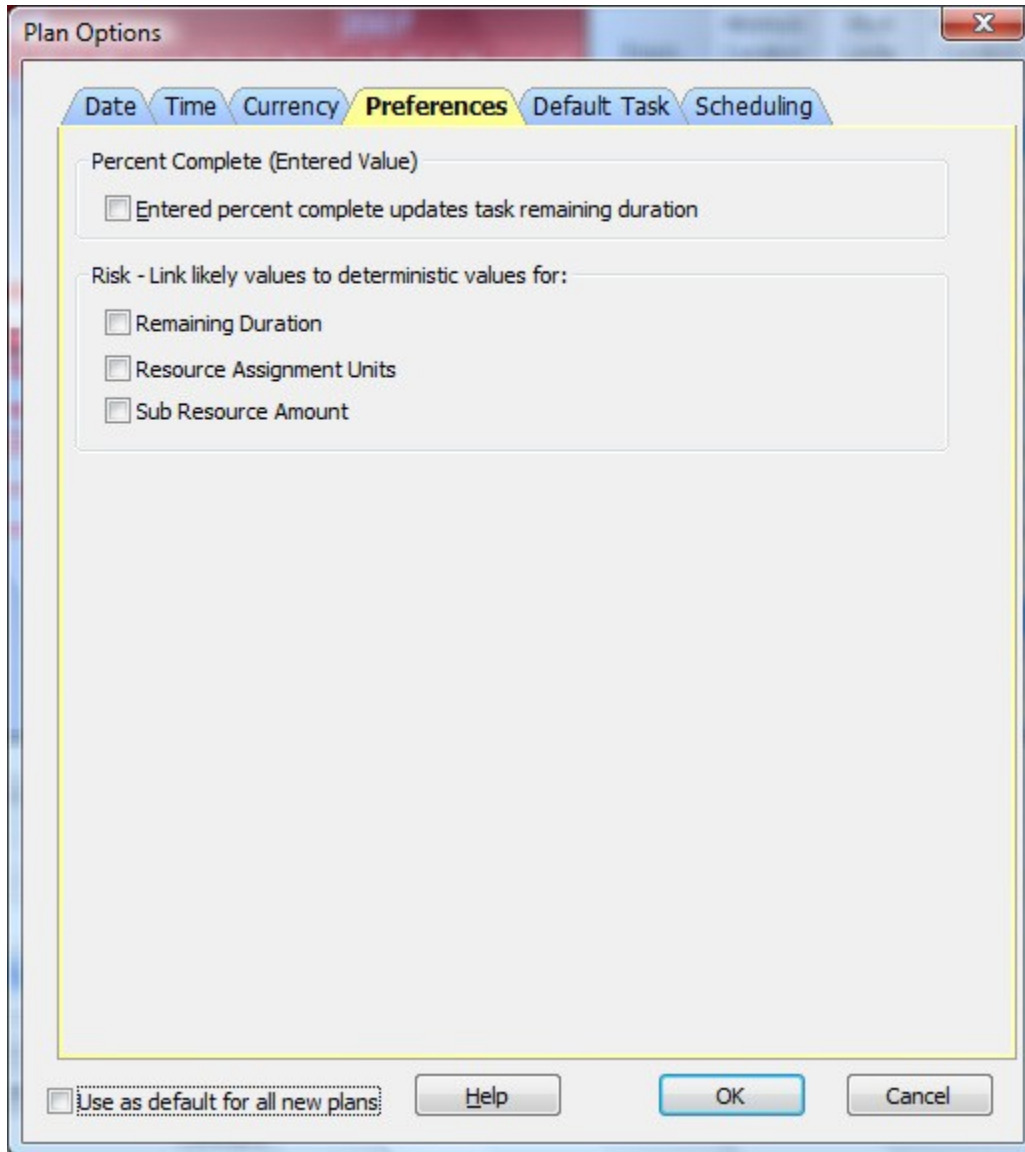 Plan Options
Date Time Currency Preferences Default Task Scheduling
Percent Complete (Entered Value)
Entered percent complete updates task remaining duration
Risk - Link likely values to deterministic values for:
Remaining Duration
Resource Assignment Units
Sub Resource Amount
Use as default for all new plans Help OK Cancel